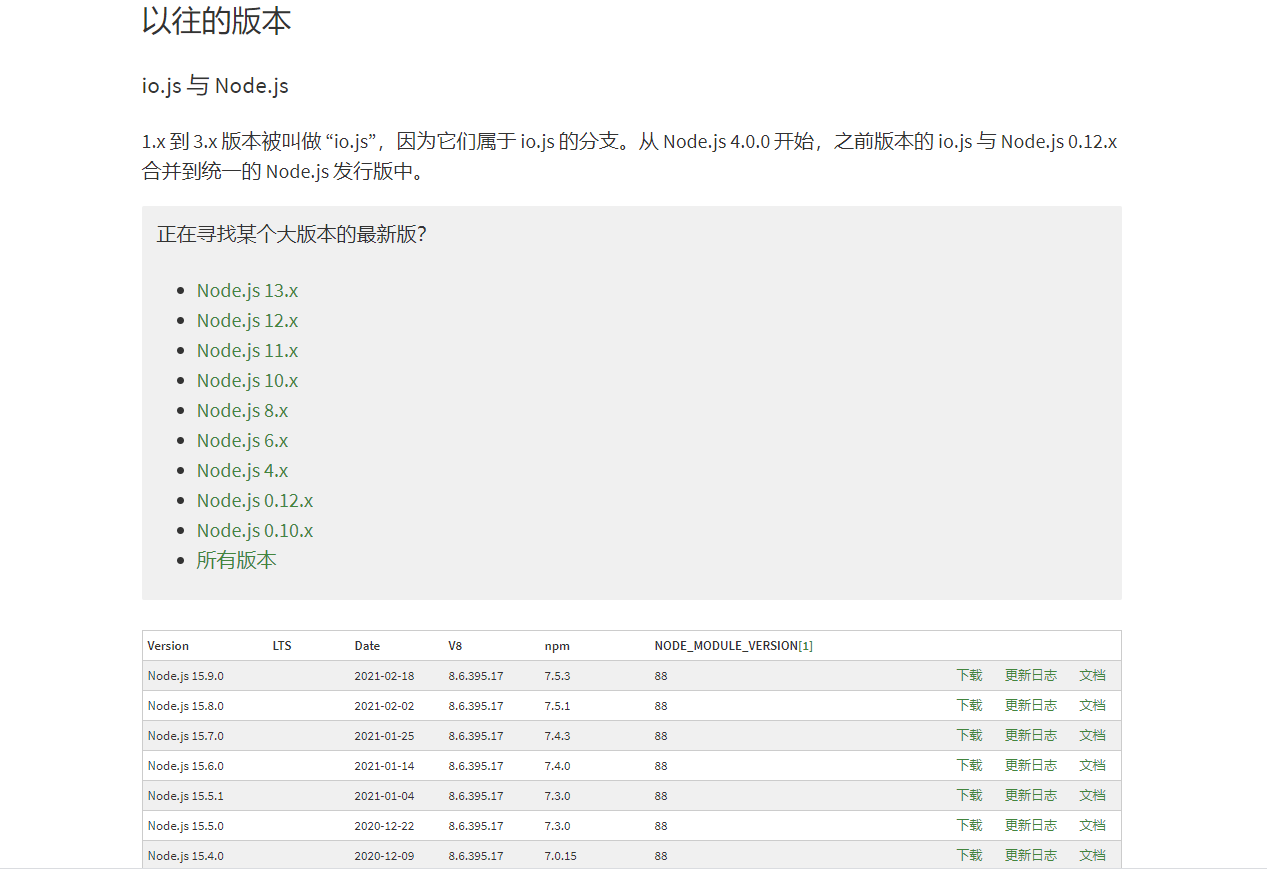 以往的版本
io.js 与 Node.js
1.x 到 3.x 版本被叫做 “io.js”，因为它们属于 io.js 的分支。从 Node.js 4.0.0 开始，之前版本的 io.js 与 Node.js 0.12.x
合并到统一的 Node.js 发行版中。
正在寻找某个大版本的最新版？
• Node.js 13.x
• Node.js 12.x
• Node.js 11.x
• Node.js 10.x
• Node.js 8.x
• Node.js 6.x
• Node.js 4.x
• Node.js 0.12.x
• Node.js 0.10.x
• 所有版本
Version LTS Date V8 npm NODE_MODULE_VERSION[1]
Node.js 15.9.0 2021-02-18 8.6.395.17 7.5.3 88 下载 更新日志 文档
Node.js 15.8.0 2021-02-02 8.6.395.17 7.5.1 88 下载 更新日志 文档
Node.js 15.7.0 2021-01-25 8.6.395.17 7.4.3 88 下载 更新日志 文档
Node.js 15.6.0 2021-01-14 8.6.395.17 7.4.0 88 下载 更新日志 文档
Node.js 15.5.1 2021-01-04 8.6.395.17 7.3.0 88 下载 更新日志 文档
Node.js 15.5.0 2020-12-22 8.6.395.17 7.3.0 88 下载 更新日志 文档
Node.js 15.4.0 2020-12-09 8.6.395.17 7.0.15 88 下载 更新日志 文档